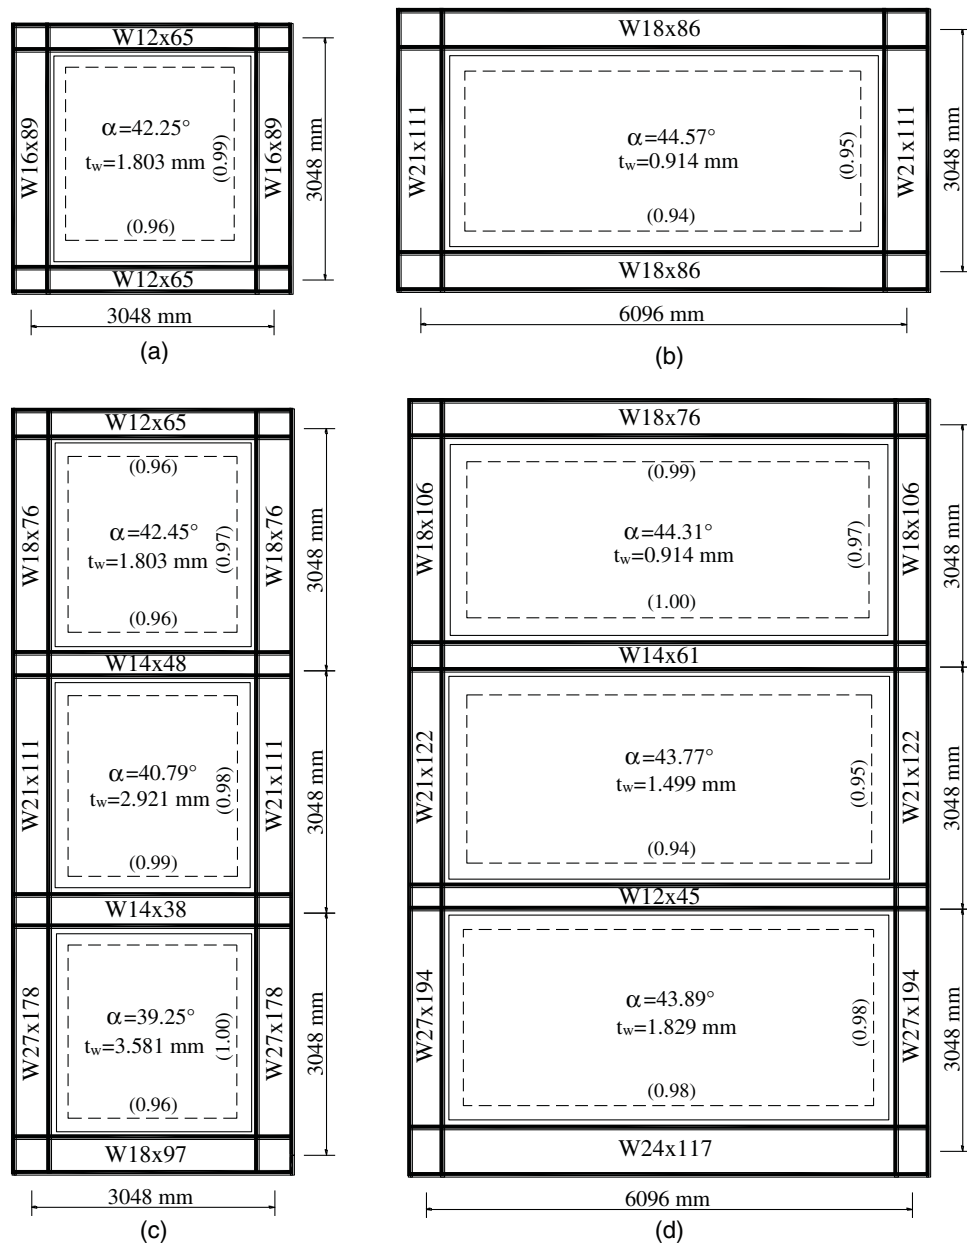 W12x65
W16x89
α=42.25°
tw=1.803 mm
(0.99)
W16x89
3048 mm
(0.96)
W12x65
3048 mm
(a)
W18x86
W21x111
α=44.57°
tw=0.914 mm
(0.95)
W21x111
3048 mm
(0.94)
W18x86
6096 mm
(b)
W12x65
(0.96)
W18x76
α=42.45°
tw=1.803 mm
(0.97)
W18x76
3048 mm
(0.96)
W14x48
W21x111
α=40.79°
tw=2.921 mm
(0.98)
W21x111
3048 mm
(0.99)
W14x38
W27x178
α=39.25°
tw=3.581 mm
(1.00)
W27x178
3048 mm
(0.96)
W18x97
3048 mm
(c)
W18x76
(0.99)
W18x106
α=44.31°
tw=0.914 mm
(0.97)
W18x106
3048 mm
(1.00)
W14x61
W21x122
α=43.77°
tw=1.499 mm
(0.95)
W21x122
3048 mm
(0.94)
W12x45
W27x194
α=43.89°
tw=1.829 mm
(0.98)
W27x194
3048 mm
(0.98)
W24x117
6096 mm
(d)